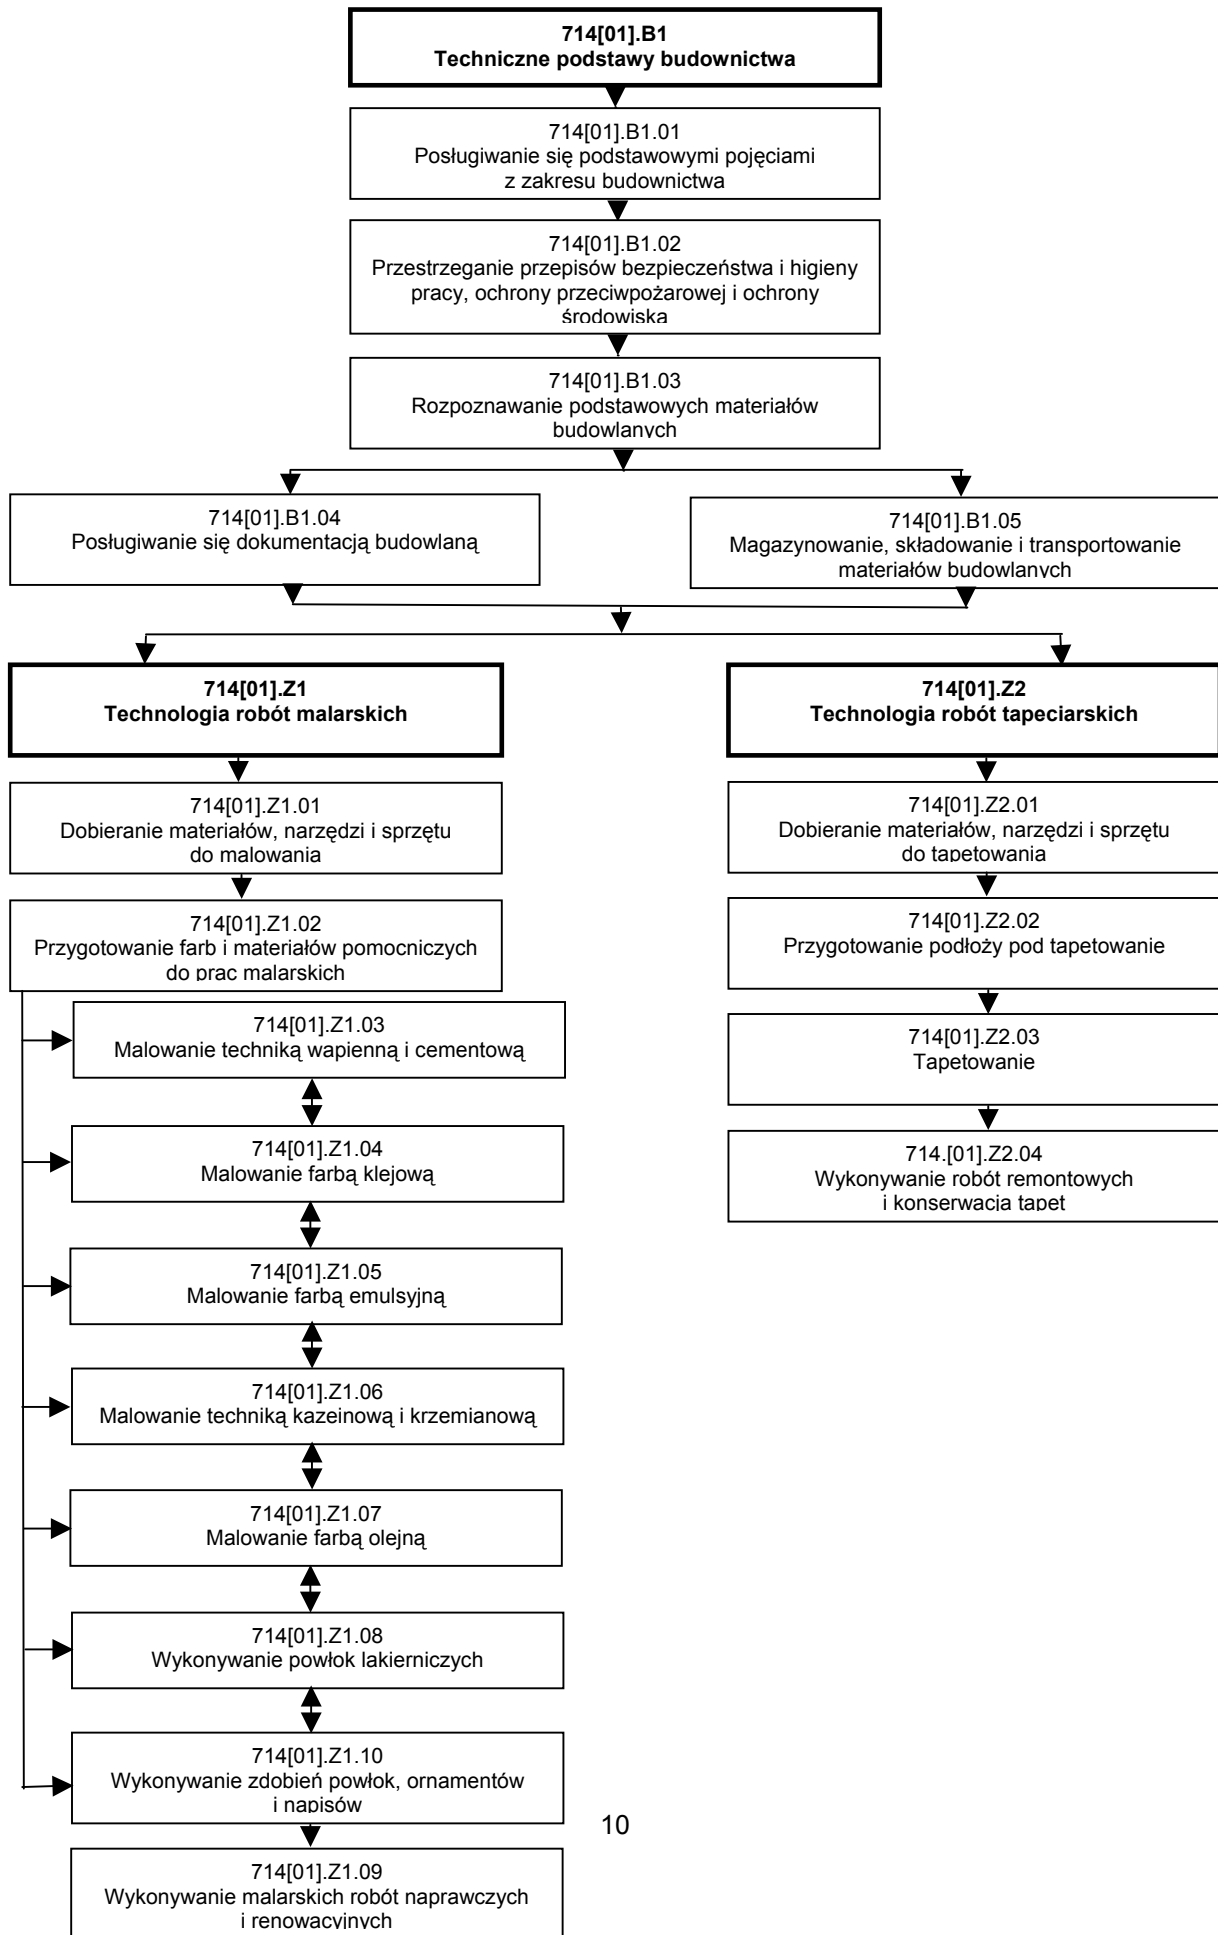 714[01].B1
Techniczne podstawy budownictwa
714[01].B1.01
Posługiwanie się podstawowymi pojęciami
z zakresu budownictwa
714[01].B1.02
Przestrzeganie przepisów bezpieczeństwa i higieny
pracy, ochrony przeciwpożarowej i ochrony
środowiska
714[01].B1.03
Rozpoznawanie podstawowych materiałów
budowlanych
714[01].B1.04
Posługiwanie się dokumentacją budowlaną
714[01].B1.05
Magazynowanie, składowanie i transportowanie
materiałów budowlanych
714[01].Z1
Technologia robót malarskich
714[01].Z2
Technologia robót tapeciarskich
714[01].Z1.01
Dobieranie materiałów, narzędzi i sprzętu
do malowania
714[01].Z2.01
Dobieranie materiałów, narzędzi i sprzętu
do tapetowania
714[01].Z1.02
Przygotowanie farb i materiałów pomocniczych
do prac malarskich
714[01].Z2.02
Przygotowanie podłoży pod tapetowanie
714[01].Z1.03
Malowanie techniką wapienną i cementową
714[01].Z2.03
Tapetowanie
714[01].Z1.04
Malowanie farbą klejową
714.[01].Z2.04
Wykonywanie robót remontowych
i konserwacja tapet
714[01].Z1.05
Malowanie farbą emulsyjną
714[01].Z1.06
Malowanie techniką kazeinową i krzemianową
714[01].Z1.07
Malowanie farbą olejną
714[01].Z1.08
Wykonywanie powłok lakierniczych
714[01].Z1.10
Wykonywanie zdobień powłok, ornamentów
i napisów
10
714[01].Z1.09
Wykonywanie malarskich robót naprawczych
i renowacyjnych